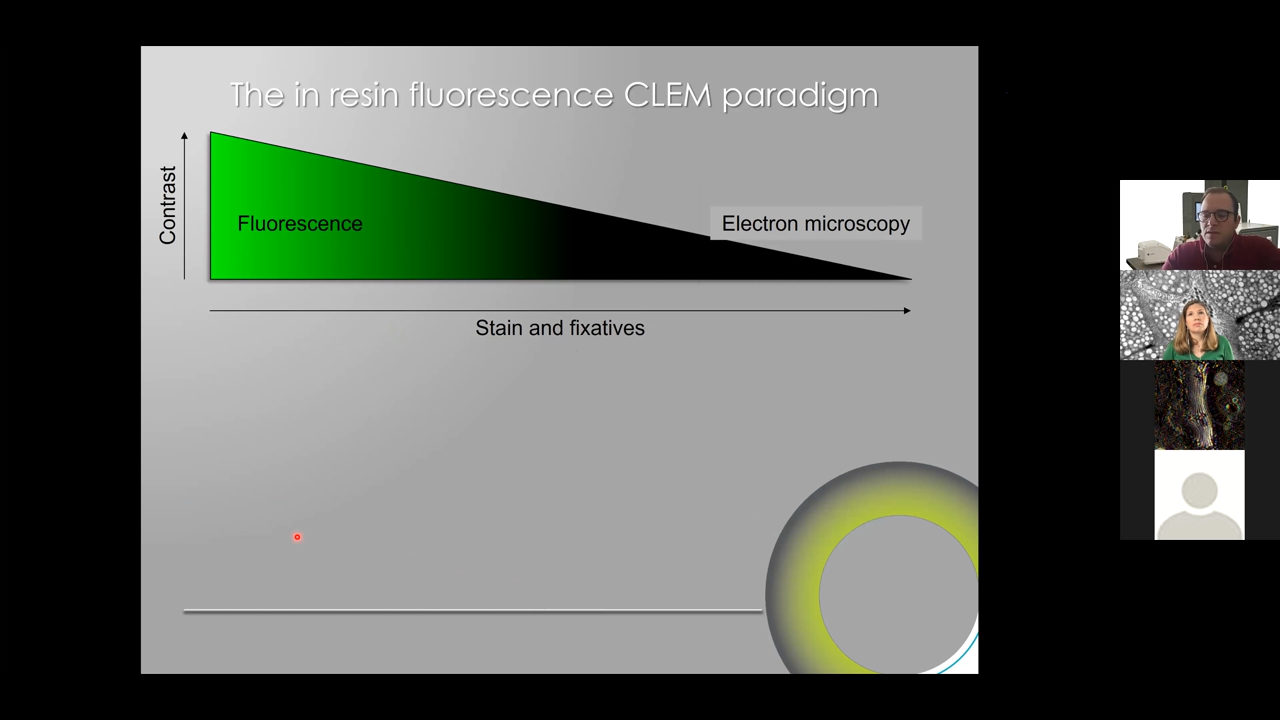 The in resin fluorescence CLEM paradigm
Contrast
Fluorescence
Electron microscopy
Stain and fixatives